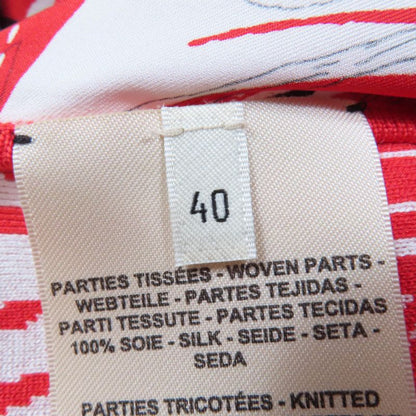 40
PARTIES TISSÉES - WOVEN PARTS -
WEBTEILE - PARTES TEJIDAS -
PARTI TESSUTE - PARTES TECIDAS
100% SOIE - SILK - SEIDE - SETA -
SEDA
PARTIES TRICOTÉES - KNITTED